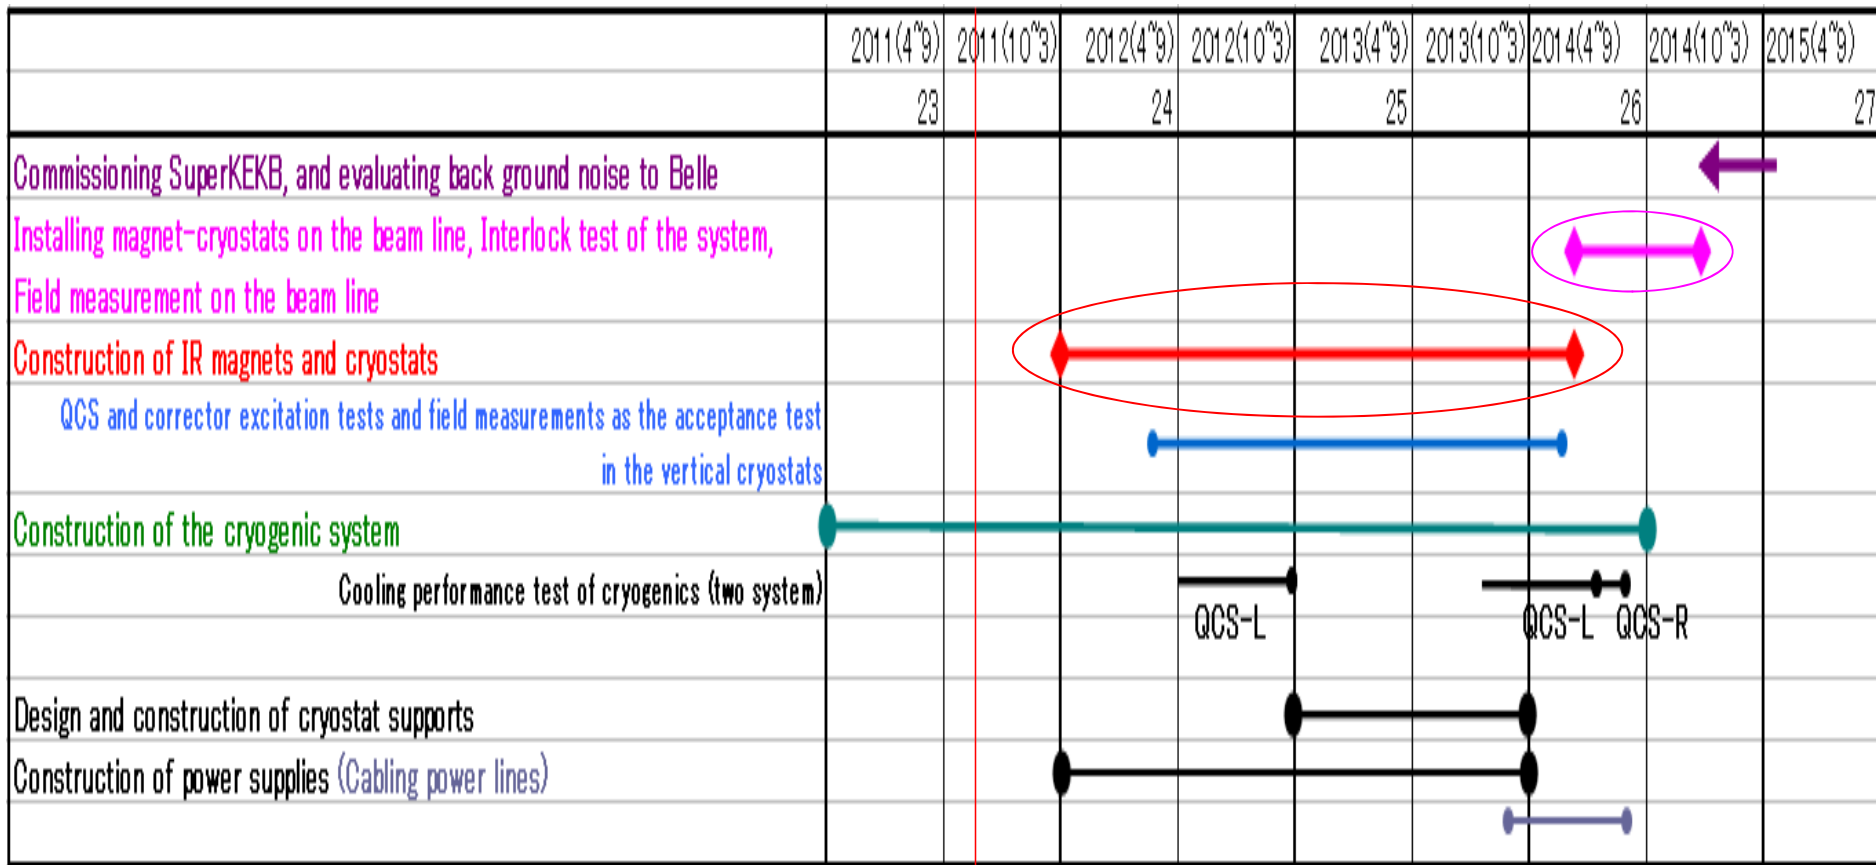 2011(4~9) 2011(10~3) 2012(4~9) 2012(10~3) 2013(4~9) 2013(10~3) 2014(4~9) 2014(10~3) 2015(4~9)
23 24 25 26 27
Commissioning SuperKEKB, and evaluating back ground noise to Belle
Installing magnet-cryostats on the beam line, Interlock test of the system,
Field measurement on the beam line
Construction of IR magnets and cryostats
QCS and corrector excitation tests and field measurements as the acceptance test
in the vertical cryostats
Construction of the cryogenic system
Cooling performance test of cryogenics (two system)
QCS-L QCS-L QCS-R
Design and construction of cryostat supports
Construction of power supplies (Cabling power lines)